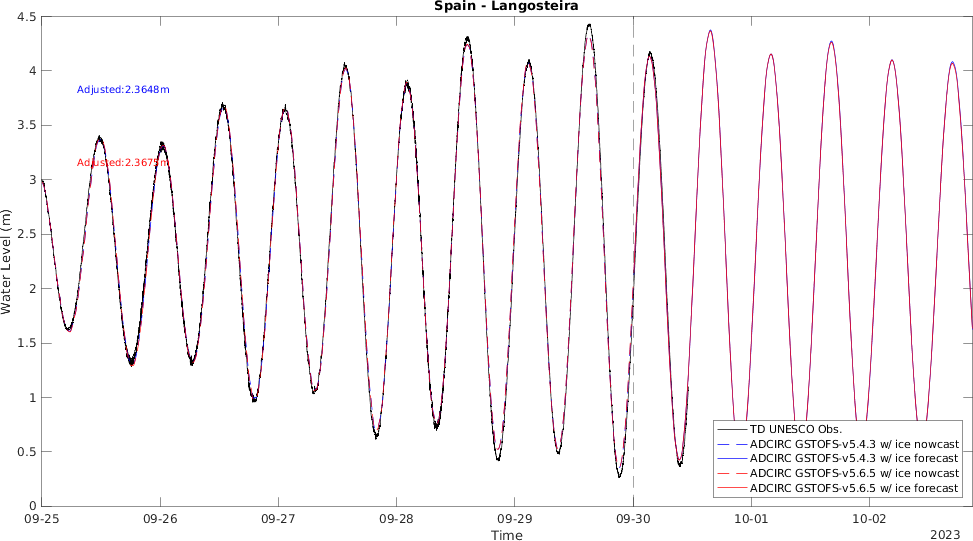 Spain - Langosteira
4.5
4
3.5
3
2.5
2
1.5
1
0.5
0
Water Level (m)
Adjusted:2.3648m
Adjusted:2.3675m
TD UNESCO Obs.
ADCIRC GSTOFS-v5.4.3 w/ ice nowcast
ADCIRC GSTOFS-v5.4.3 w/ ice forecast
ADCIRC GSTOFS-v5.6.5 w/ ice nowcast
ADCIRC GSTOFS-v5.6.5 w/ ice forecast
09-25 09-26 09-27 09-28 09-29 09-30 10-01 10-02
Time
2023